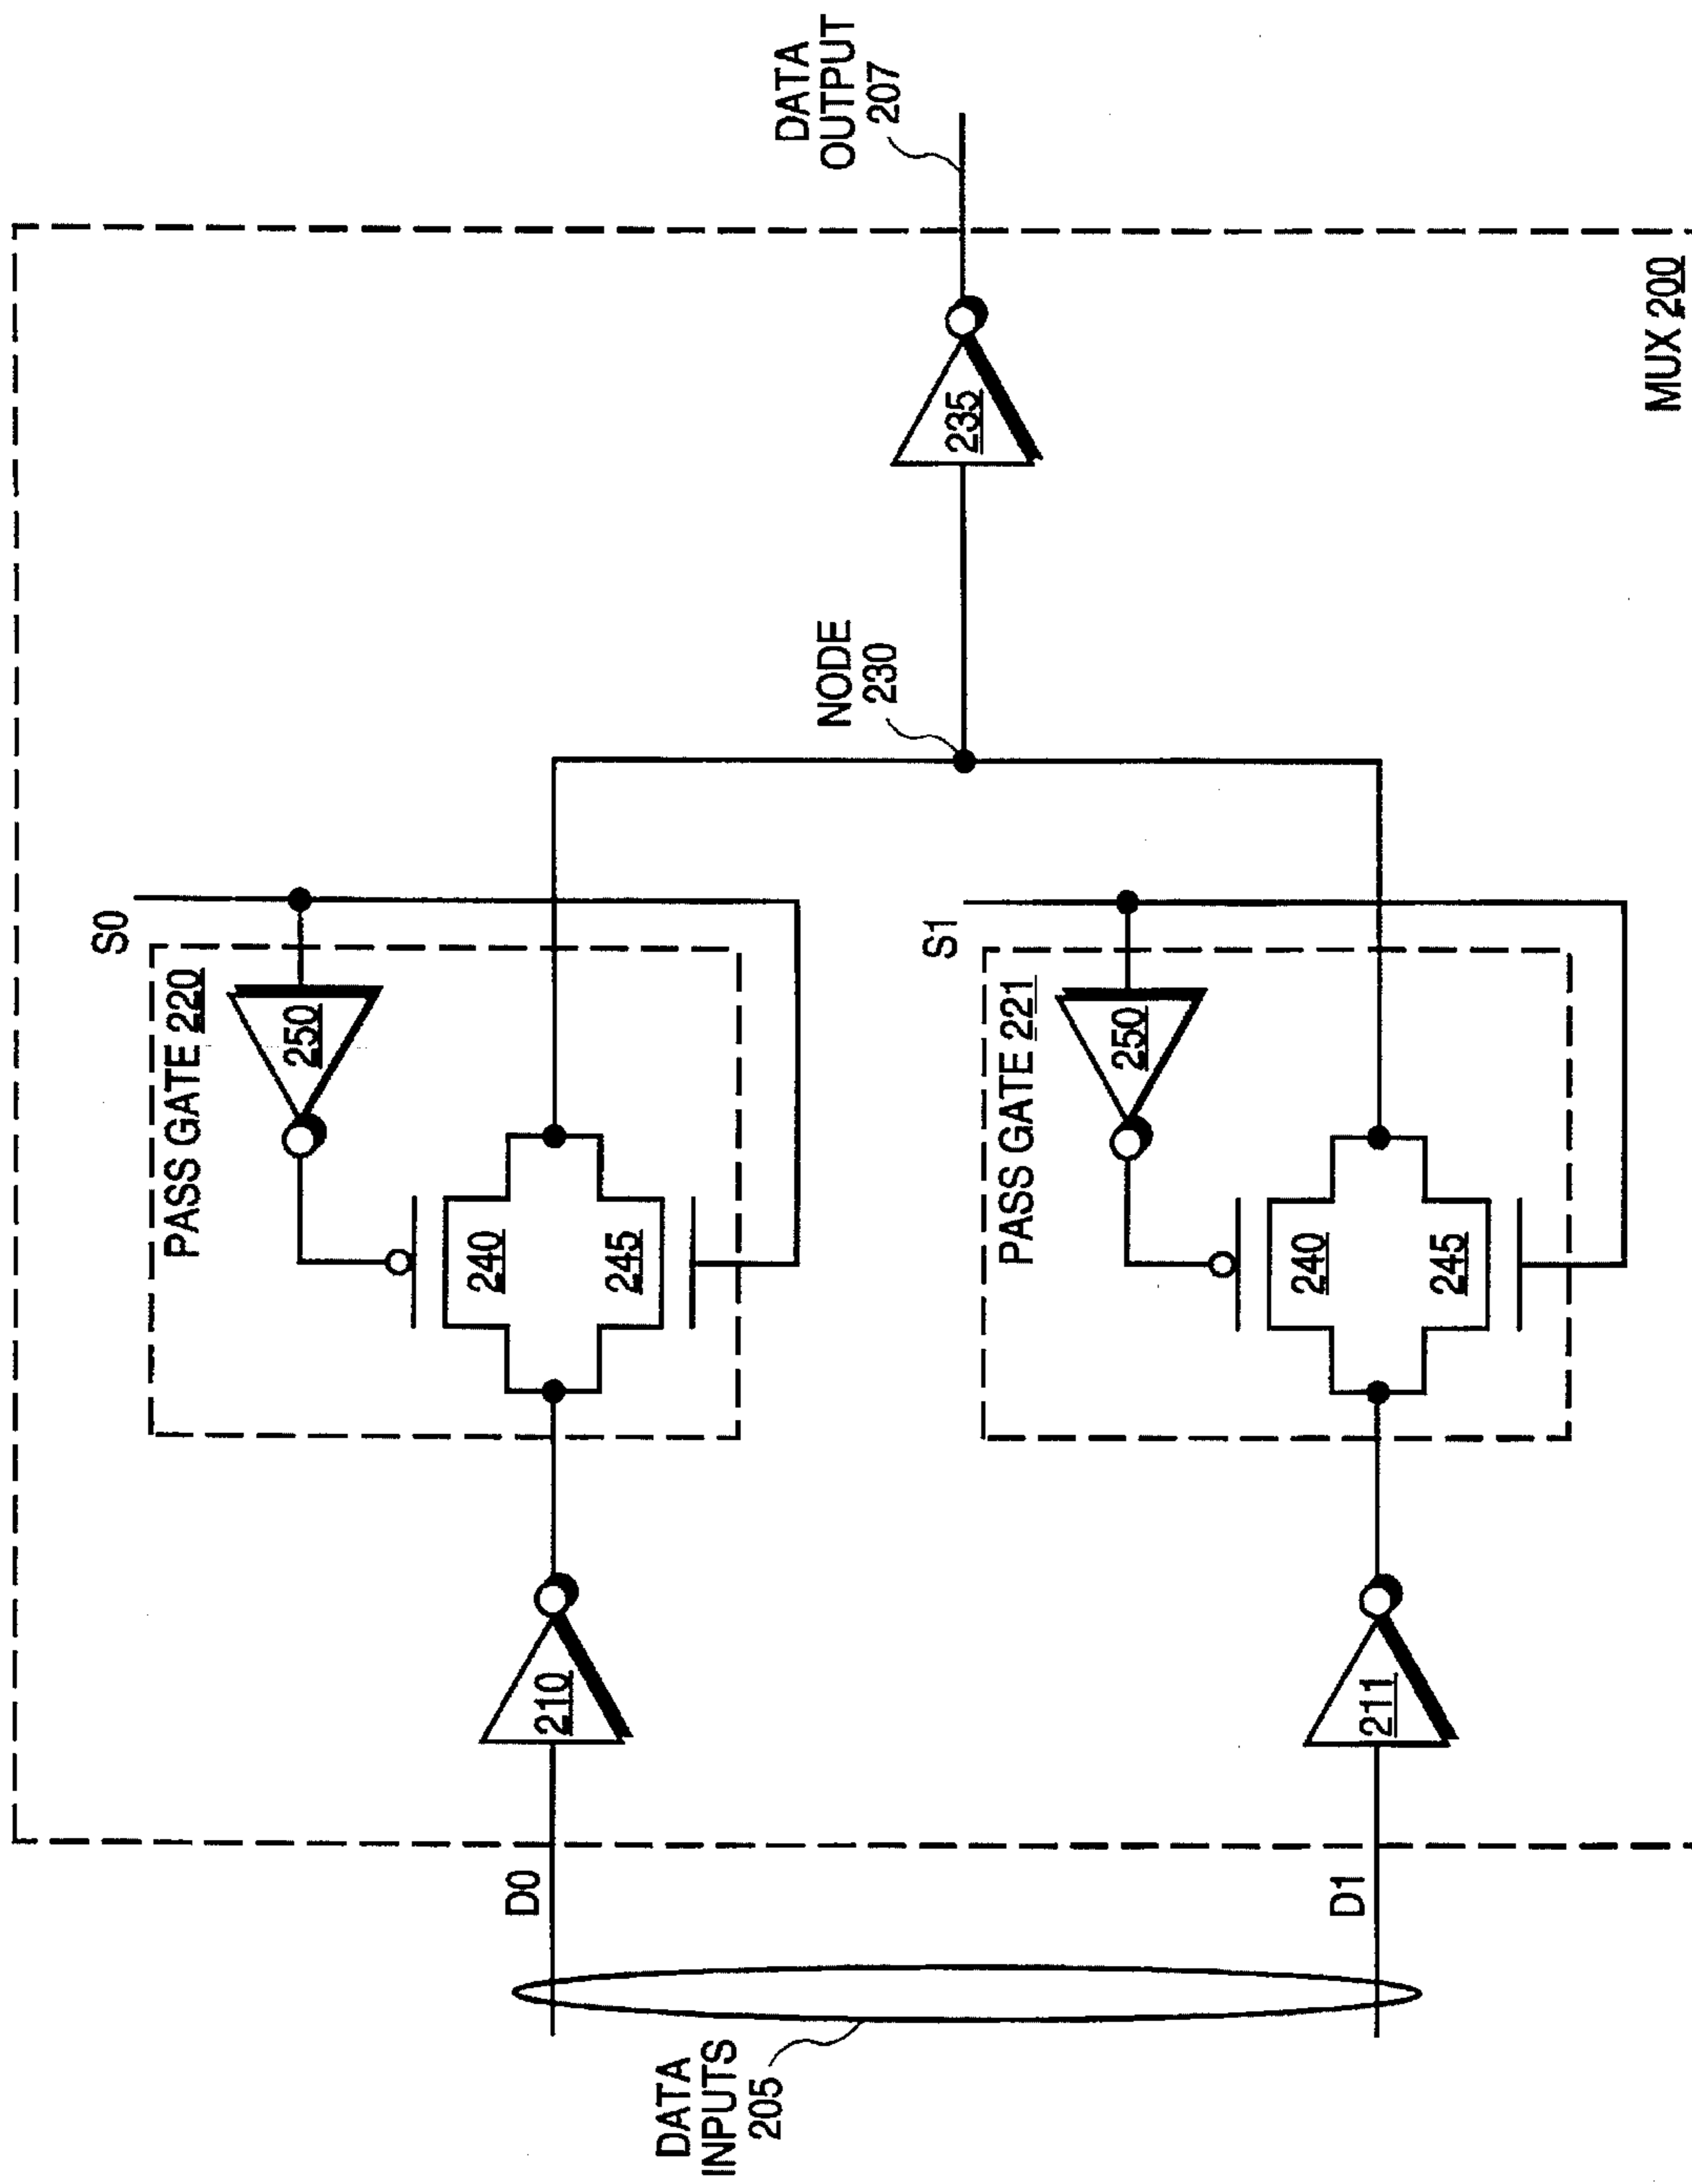 S0
PASS GATE 220
250
240
245
D0
210
DATA
INPUTS
205
NODE
230
235
DATA
OUTPUT
207
S1
PASS GATE 221
250
240
245
D1
211
MUX 200